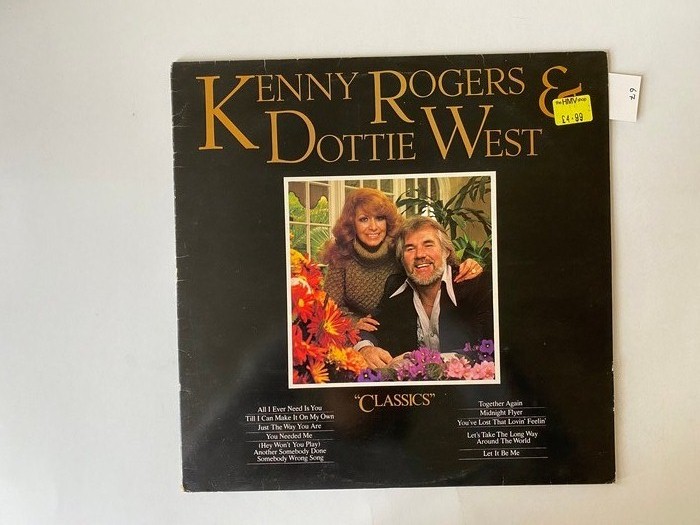 KENNY ROGERS &
DOTTIE WEST
the HMV shop
£4.99
67
"CLASSICS"
All I Ever Need Is You
Till I Can Make It On My Own
Just The Way You Are
You Needed Me
(Hey Won't You Play)
Another Somebody Done
Somebody Wrong Song
Together Again
Midnight Flyer
You've Lost That Lovin' Feelin'
Let's Take The Long Way
Around The World
Let It Be Me